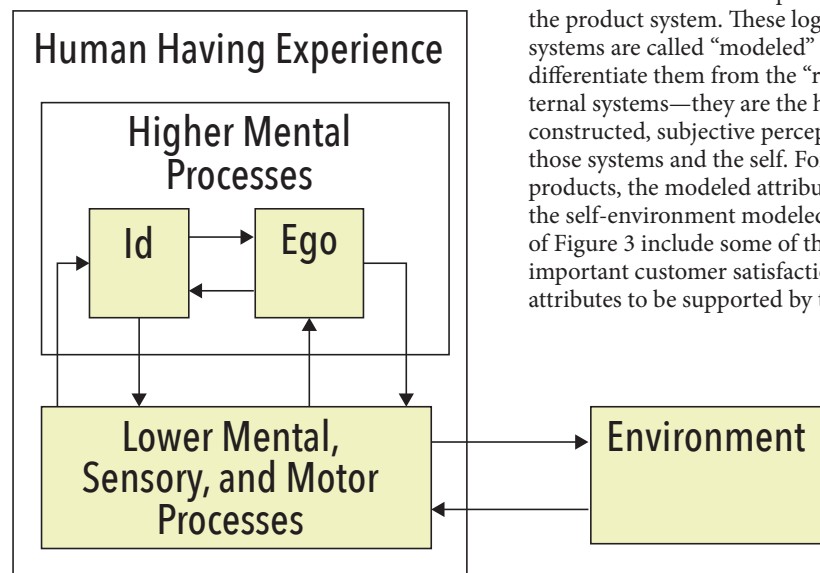 Human Having Experience
Higher Mental
Processes
Id
Ego
Lower Mental,
Sensory, and Motor
Processes
Environment
the product system. These log
systems are called “modeled”
differentiate them from the “r
ternal systems—they are the h
constructed, subjective percep
those systems and the self. Fo
products, the modeled attribu
the self-environment modeled
of Figure 3 include some of th
important customer satisfactio
attributes to be supported by t